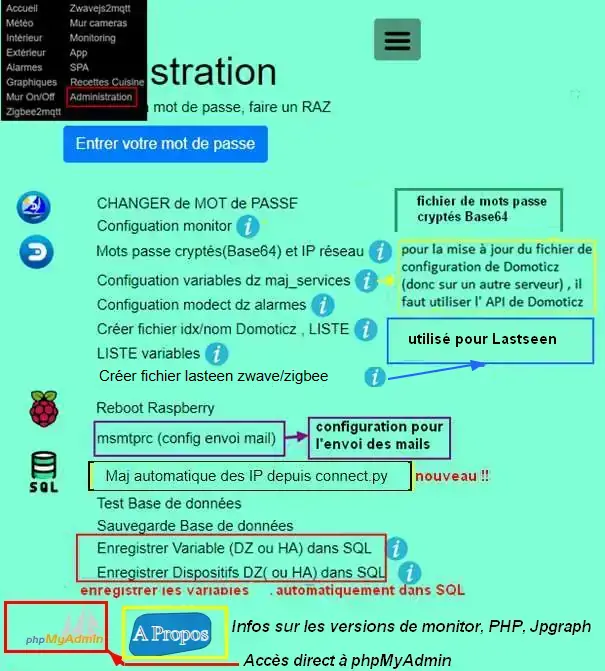 Accueil Zwavejs2mqtt
Météo Mur cameras
Intérieur Monitoring
Extérieur App
Alarmes SPA
Graphiques Recettes Cuisine
Mur On/Off Administration
Zigbee2mqtt
stration
mot de passe, faire un RAZ
Entrer votre mot de passe
CHANGER de MOT de PASSE
fichier de mots passe
cryptés Base64
Configuation monitor
Mots passe cryptés(Base64) et IP réseau
pour la mise à jour du fichier de
configuration de Domoticz
(donc sur un autre serveur) , il
faut utiliser l' API de Domoticz
Configuation variables dz maj_services
Configuation modect dz alarmes
Créer fichier idx/nom Domoticz , LISTE
utilisé pour Lastseen
LISTE variables
Créer fichier lasteen zwave/zigbee
Reboot Raspberry
msmtprc (config envoi mail)
configuration pour
l'envoi des mails
SQL
Maj automatique des IP depuis connect.py
nouveau !!
Test Base de données
Sauvegarde Base de données
Enregistrer Variable (DZ ou HA) dans SQL
Enregistrer Dispositifs DZ( ou HA) dans SQL
enregistrer les variables . automatiquement dans SQL
phpMyAdmin
A Propos
Infos sur les versions de monitor, PHP, Jpgraph
Accès direct à phpMyAdmin